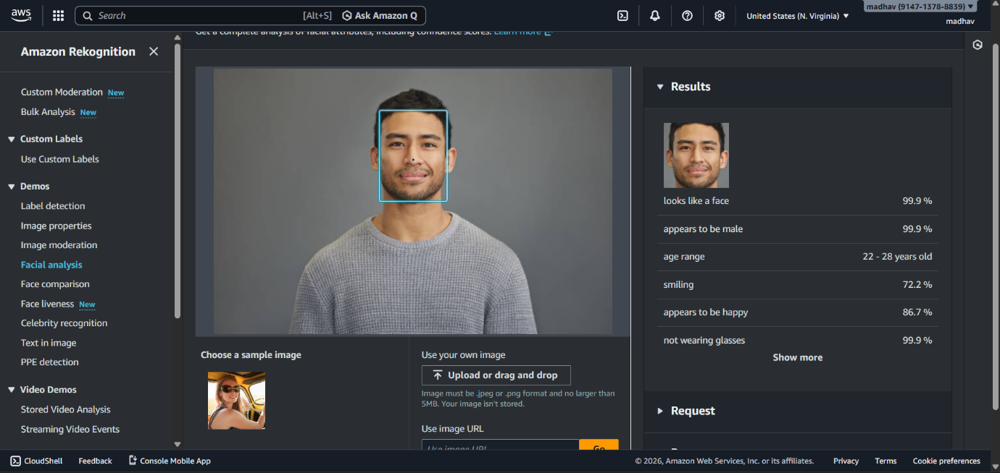 aws
Search [Alt+S] Ask Amazon Q
United States (N. Virginia) ▼
madhav (9147-1378-8839) ▼
madhav
Get a complete analysis of facial attributes, including confidence scores. Learn more
Amazon Rekognition
Custom Moderation New
Bulk Analysis New
Custom Labels
Use Custom Labels
Demos
Label detection
Image properties
Image moderation
Facial analysis
Face comparison
Face liveness New
Celebrity recognition
Text in image
PPE detection
Video Demos
Stored Video Analysis
Streaming Video Events
Choose a sample image
Use your own image
Upload or drag and drop
Image must be .jpeg or .png format and no larger than
5MB. Your image isn't stored.
Use image URL
Use image URL Go
Results
looks like a face 99.9 %
appears to be male 99.9 %
age range 22 - 28 years old
smiling 72.2 %
appears to be happy 86.7 %
not wearing glasses 99.9 %
Show more
Request
CloudShell Feedback Console Mobile App © 2026, Amazon Web Services, Inc. or its affiliates. Privacy Terms Cookie preferences